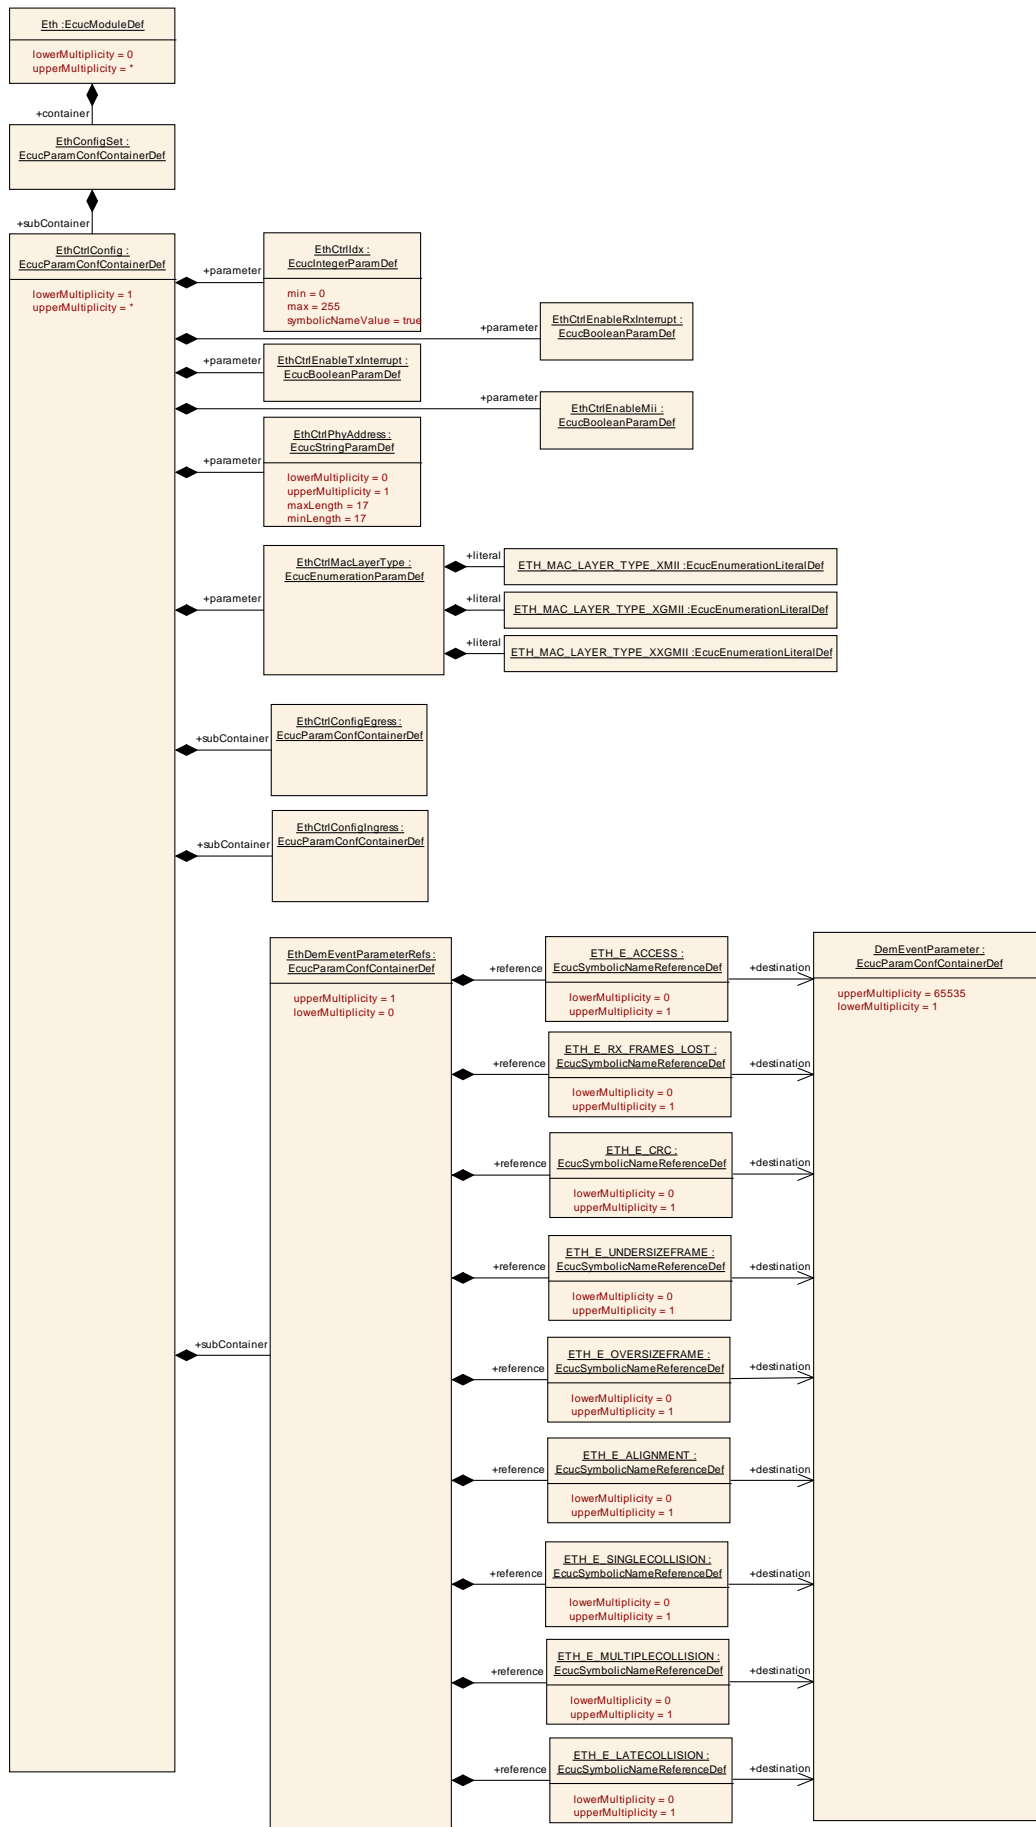 Eth :EcucModuleDef
lowerMultiplicity = 0
upperMultiplicity = *
+container
EthConfigSet :
EcucParamConfContainerDef
+subContainer
EthCtrlConfig :
EcucParamConfContainerDef
lowerMultiplicity = 1
upperMultiplicity = *
+parameter
EthCtrlIdx :
EcucIntegerParamDef
min = 0
max = 255
symbolicNameValue = true
+parameter
EthCtrlEnableRxInterrupt :
EcucBooleanParamDef
+parameter
EthCtrlEnableTxInterrupt :
EcucBooleanParamDef
+parameter
EthCtrlEnableMii :
EcucBooleanParamDef
+parameter
EthCtrlPhyAddress :
EcucStringParamDef
lowerMultiplicity = 0
upperMultiplicity = 1
maxLength = 17
minLength = 17
+parameter
EthCtrlMacLayerType :
EcucEnumerationParamDef
+literal
ETH_MAC_LAYER_TYPE_XMII :EcucEnumerationLiteralDef
+literal
ETH_MAC_LAYER_TYPE_XGMII :EcucEnumerationLiteralDef
+literal
ETH_MAC_LAYER_TYPE_XXGMII :EcucEnumerationLiteralDef
+subContainer
EthCtrlConfigEgress :
EcucParamConfContainerDef
+subContainer
EthCtrlConfigIngress :
EcucParamConfContainerDef
+subContainer
EthDemEventParameterRefs :
EcucParamConfContainerDef
upperMultiplicity = 1
lowerMultiplicity = 0
+reference
ETH_E_ACCESS :
EcucSymbolicNameReferenceDef
lowerMultiplicity = 0
upperMultiplicity = 1
+destination
DemEventParameter :
EcucParamConfContainerDef
upperMultiplicity = 65535
lowerMultiplicity = 1
+reference
ETH_E_RX_FRAMES_LOST :
EcucSymbolicNameReferenceDef
lowerMultiplicity = 0
upperMultiplicity = 1
+destination
+reference
ETH_E_CRC :
EcucSymbolicNameReferenceDef
lowerMultiplicity = 0
upperMultiplicity = 1
+destination
+reference
ETH_E_UNDERSIZEFRAME :
EcucSymbolicNameReferenceDef
lowerMultiplicity = 0
upperMultiplicity = 1
+destination
+reference
ETH_E_OVERSIZEFRAME :
EcucSymbolicNameReferenceDef
lowerMultiplicity = 0
upperMultiplicity = 1
+destination
+reference
ETH_E_ALIGNMENT :
EcucSymbolicNameReferenceDef
lowerMultiplicity = 0
upperMultiplicity = 1
+destination
+reference
ETH_E_SINGLECOLLISION :
EcucSymbolicNameReferenceDef
lowerMultiplicity = 0
upperMultiplicity = 1
+destination
+reference
ETH_E_MULTIPLECOLLISION :
EcucSymbolicNameReferenceDef
lowerMultiplicity = 0
upperMultiplicity = 1
+destination
+reference
ETH_E_LATECOLLISION :
EcucSymbolicNameReferenceDef
lowerMultiplicity = 0
upperMultiplicity = 1
+destination